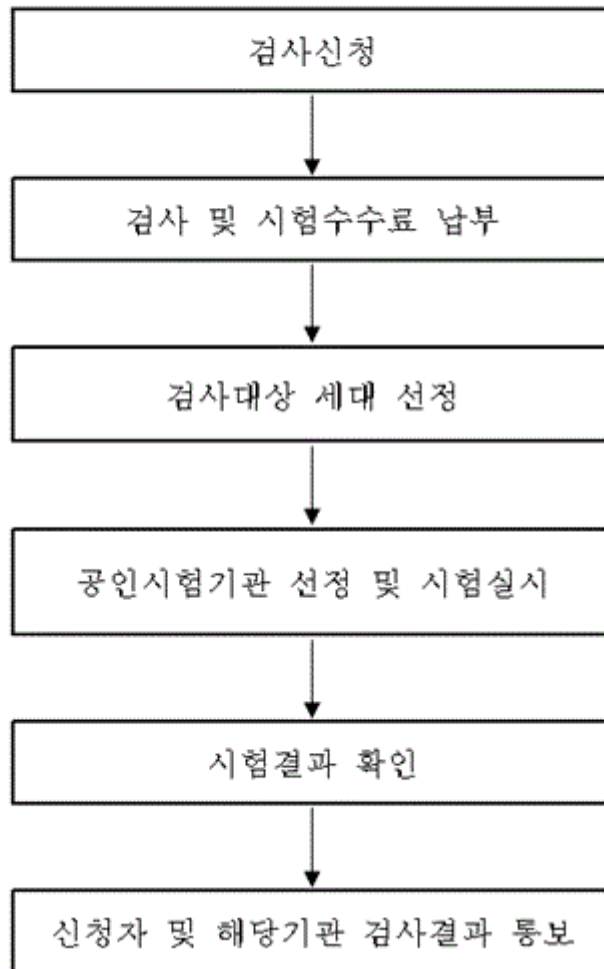 검사신청
검사 및 시험수수료 납부
검사대상 세대 선정
공인시험기관 선정 및 시험실시
시험결과 확인
신청자 및 해당기관 검사결과 통보